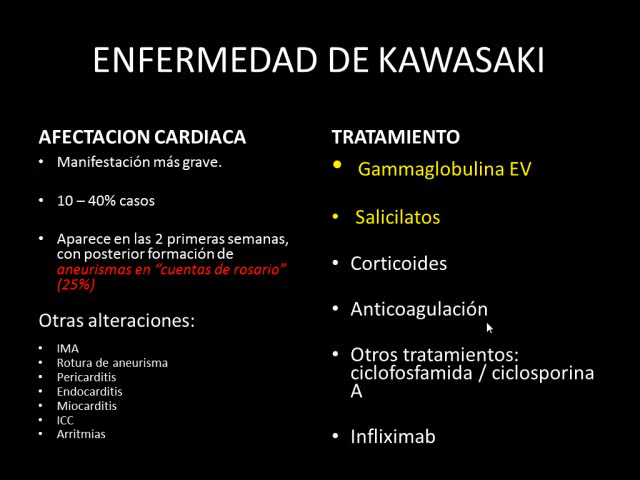 ENFERMEDAD DE KAWASAKI
AFECTACION CARDIACA
• Manifestación más grave.
• 10 – 40% casos
• Aparece en las 2 primeras semanas,
con posterior formación de
aneurismas en “cuentas de rosario”
(25%)
Otras alteraciones:
• IMA
• Rotura de aneurisma
• Pericarditis
• Endocarditis
• Miocarditis
• ICC
• Arritmias
TRATAMIENTO
• Gammaglobulina EV
• Salicilatos
• Corticoides
• Anticoagulación
• Otros tratamientos:
ciclofosfamida / ciclosporina
A
• Infliximab